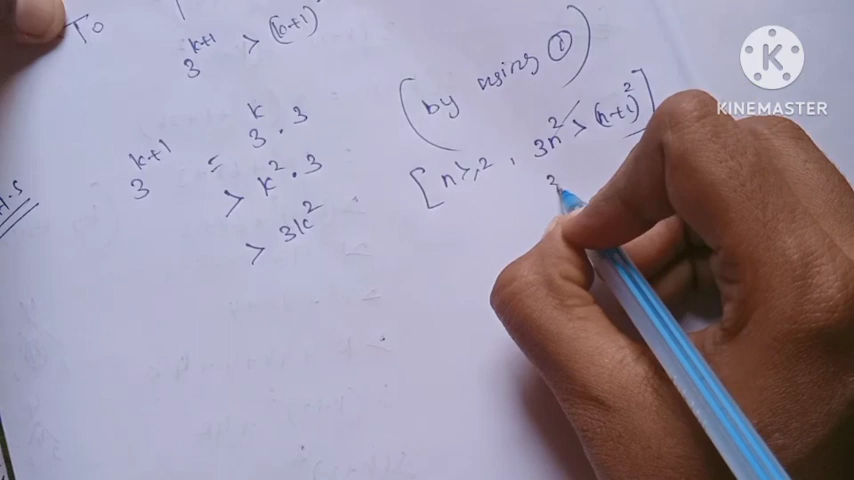 To
3^{k+1} > (k+1)^2
(by using ①)
3^{k+1} = 3^k . 3
> k^2 . 3
> 3k^2
[n ≥ 2, 3n^2 > (n+1)^2]
A.S
K
KINEMASTER